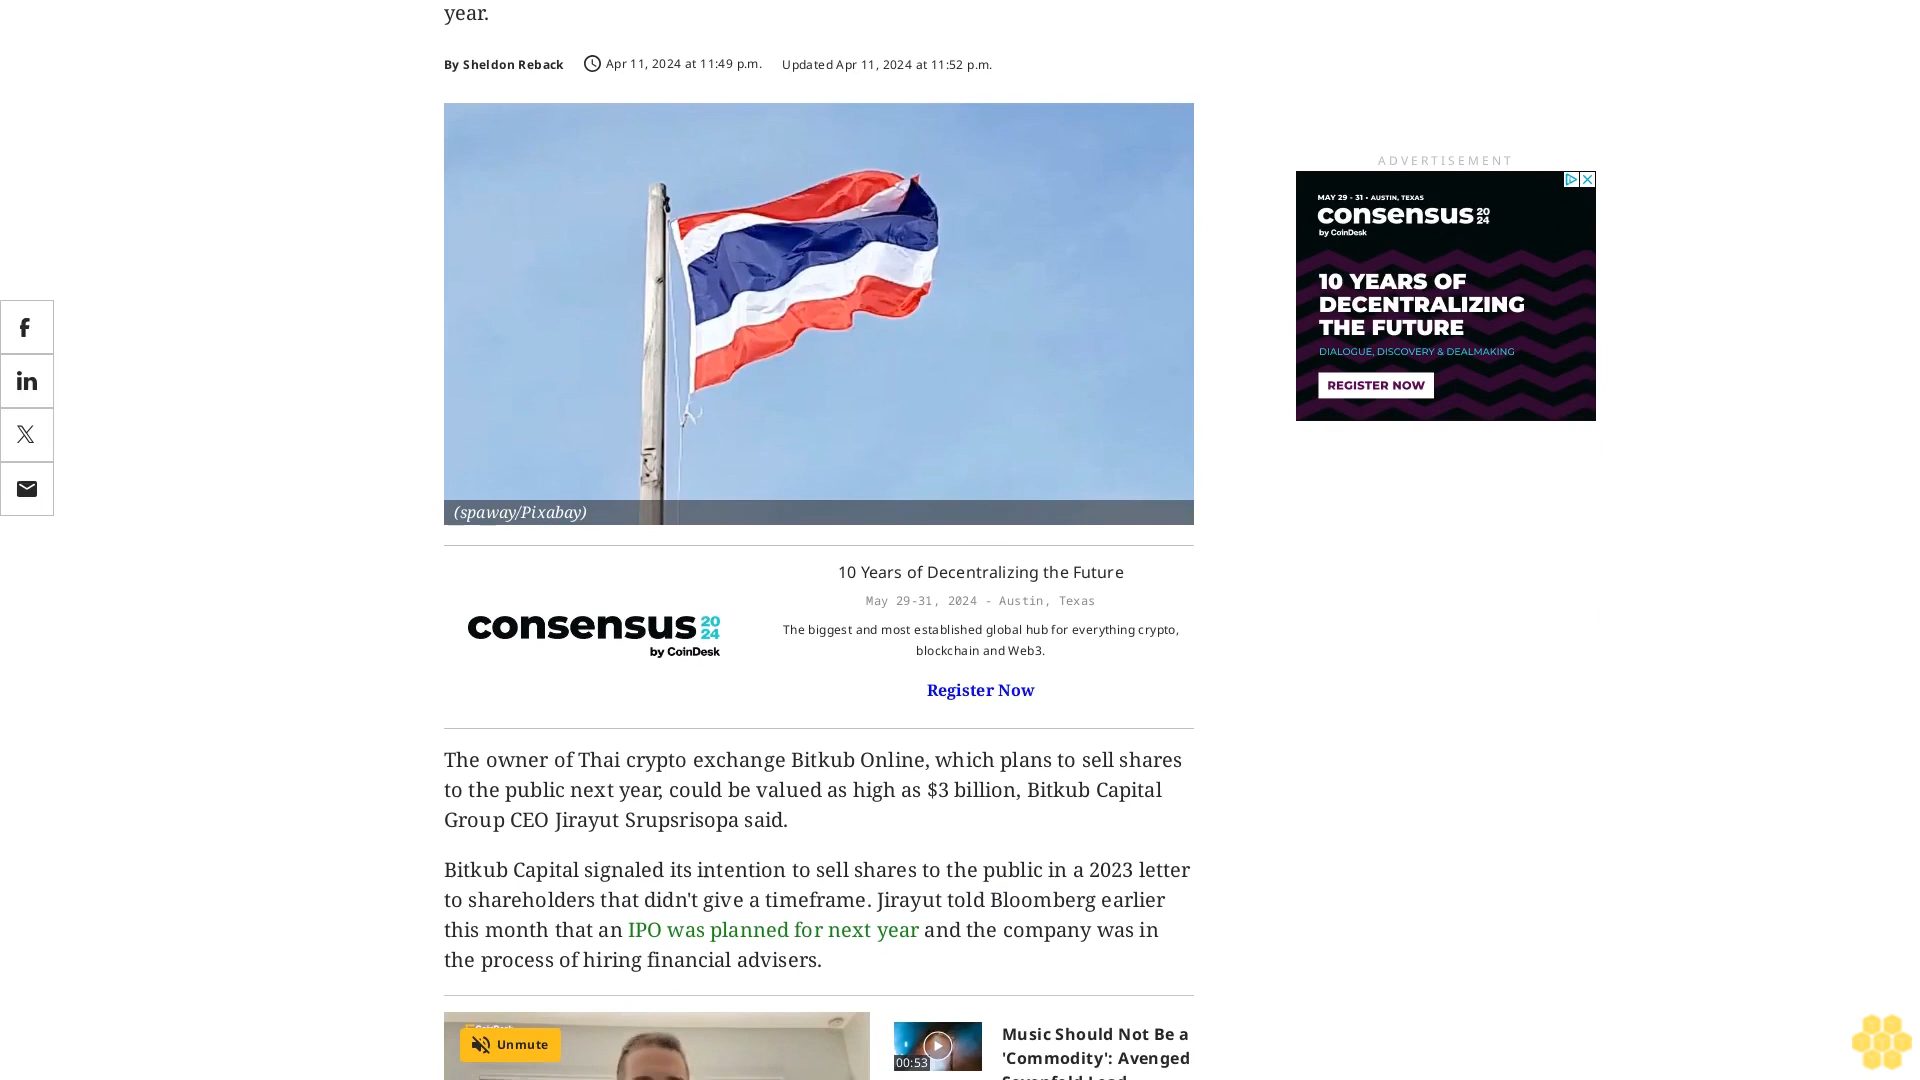 year.
By Sheldon Reback
Apr 11, 2024 at 11:49 p.m.
Updated Apr 11, 2024 at 11:52 p.m.
(spaway/Pixabay)
ADVERTISEMENT
MAY 29 - 31 • AUSTIN, TEXAS
consensus 2024
by CoinDesk
10 YEARS OF
DECENTRALIZING
THE FUTURE
DIALOGUE, DISCOVERY & DEALMAKING
REGISTER NOW
consensus 2024
by CoinDesk
10 Years of Decentralizing the Future
May 29-31, 2024 - Austin, Texas
The biggest and most established global hub for everything crypto,
blockchain and Web3.
Register Now
The owner of Thai crypto exchange Bitkub Online, which plans to sell shares
to the public next year, could be valued as high as $3 billion, Bitkub Capital
Group CEO Jirayut Srupsrisopa said.
Bitkub Capital signaled its intention to sell shares to the public in a 2023 letter
to shareholders that didn't give a timeframe. Jirayut told Bloomberg earlier
this month that an IPO was planned for next year and the company was in
the process of hiring financial advisers.
Unmute
00:53
Music Should Not Be a
'Commodity': Avenged